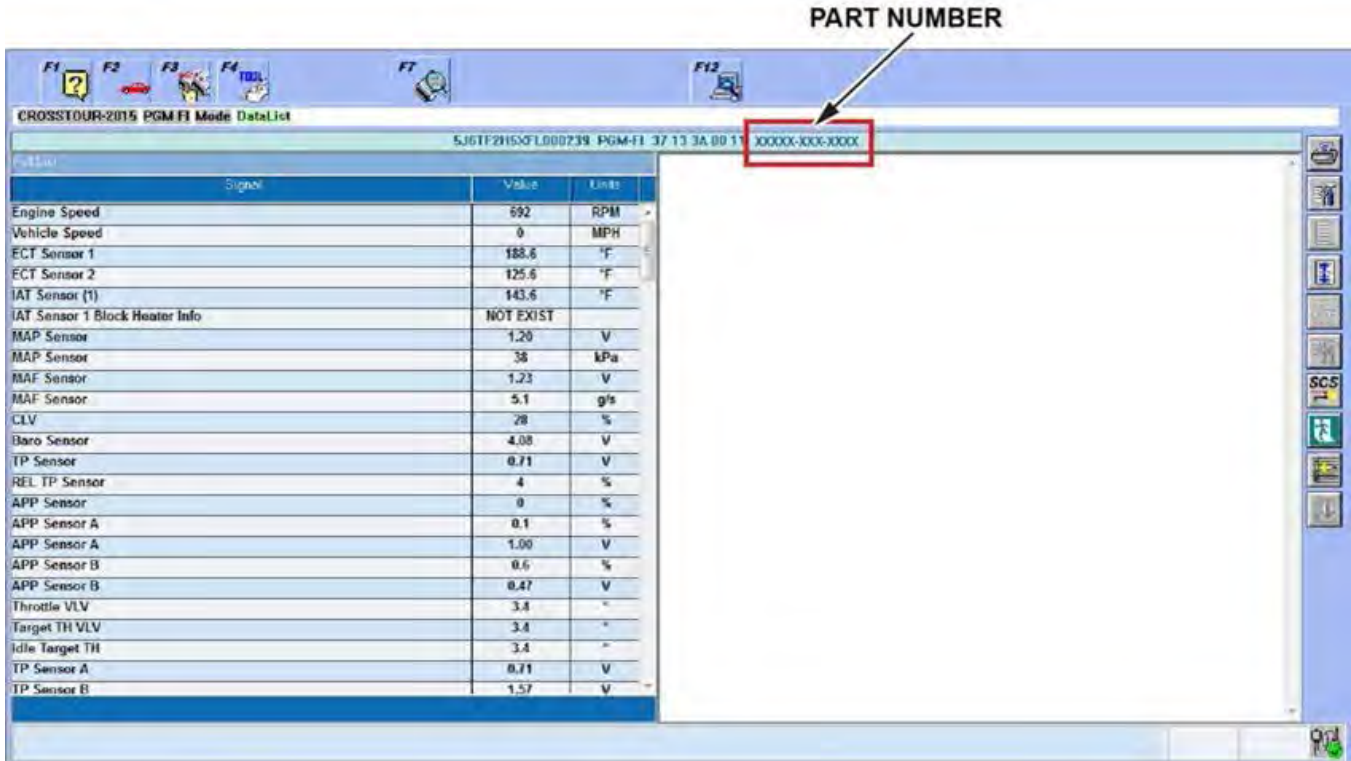 PART NUMBER
F1 F2 F3 F4 F7 F12
TOOL
CROSSTOUR-2015 PGM FI Mode DataList
5J6TF2H5XFL000239 PGM-FI 37 13 3A 00 11 XXXXX-XXX-XXXX
Full List
Signal Value Units
Engine Speed 692 RPM
Vehicle Speed 0 MPH
ECT Sensor 1 188.6 °F
ECT Sensor 2 125.6 °F
IAT Sensor (1) 143.6 °F
IAT Sensor 1 Block Heater Info NOT EXIST
MAP Sensor 1.20 V
MAP Sensor 38 kPa
MAF Sensor 1.23 V
MAF Sensor 5.1 g/s
CLV 28 %
Baro Sensor 4.08 V
TP Sensor 0.71 V
REL TP Sensor 4 %
APP Sensor 0 %
APP Sensor A 0.1 %
APP Sensor A 1.00 V
APP Sensor B 0.6 %
APP Sensor B 0.47 V
Throttle VLV 3.4 °
Target TH VLV 3.4 °
Idle Target TH 3.4 °
TP Sensor A 0.71 V
TP Sensor B 1.57 V
SCS